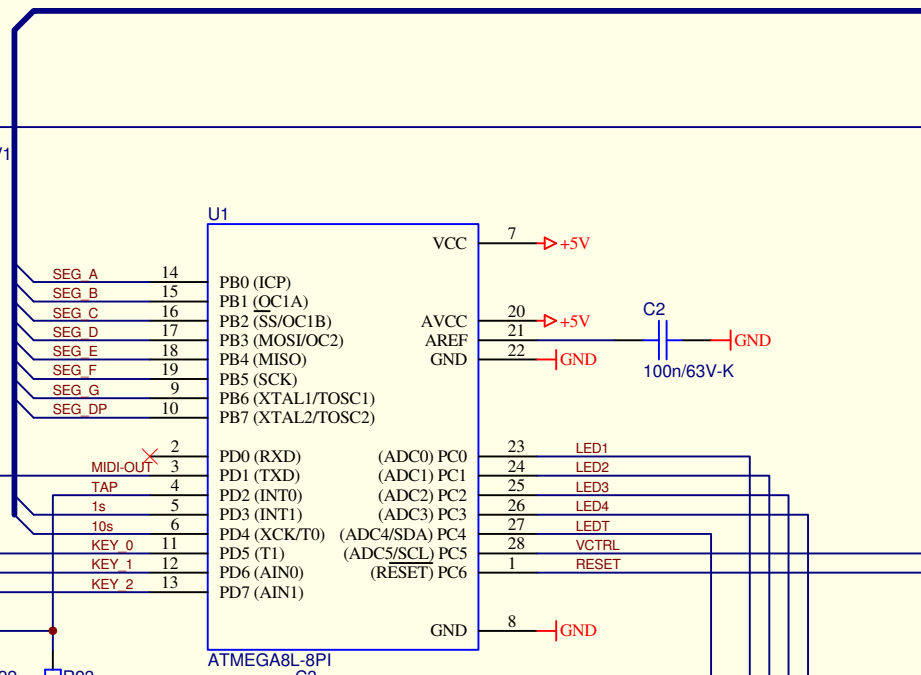 U1
VCC 7 +5V
SEG_A 14 PB0 (ICP)
SEG_B 15 PB1 (OC1A)
SEG_C 16 PB2 (SS/OC1B) AVCC 20 +5V C2
SEG_D 17 PB3 (MOSI/OC2) AREF 21 GND
SEG_E 18 PB4 (MISO) GND 22 GND
SEG_F 19 PB5 (SCK) 100n/63V-K
SEG_G 9 PB6 (XTAL1/TOSC1)
SEG_DP 10 PB7 (XTAL2/TOSC2)
2 PD0 (RXD) (ADC0) PC0 23 LED1
MIDI-OUT 3 PD1 (TXD) (ADC1) PC1 24 LED2
TAP 4 PD2 (INT0) (ADC2) PC2 25 LED3
1s 5 PD3 (INT1) (ADC3) PC3 26 LED4
10s 6 PD4 (XCK/T0) (ADC4/SDA) PC4 27 LEDT
KEY_0 11 PD5 (T1) (ADC5/SCL) PC5 28 VCTRL
KEY_1 12 PD6 (AIN0) (RESET) PC6 1 RESET
KEY_2 13 PD7 (AIN1)
GND 8 GND
ATMEGA8L-8PI